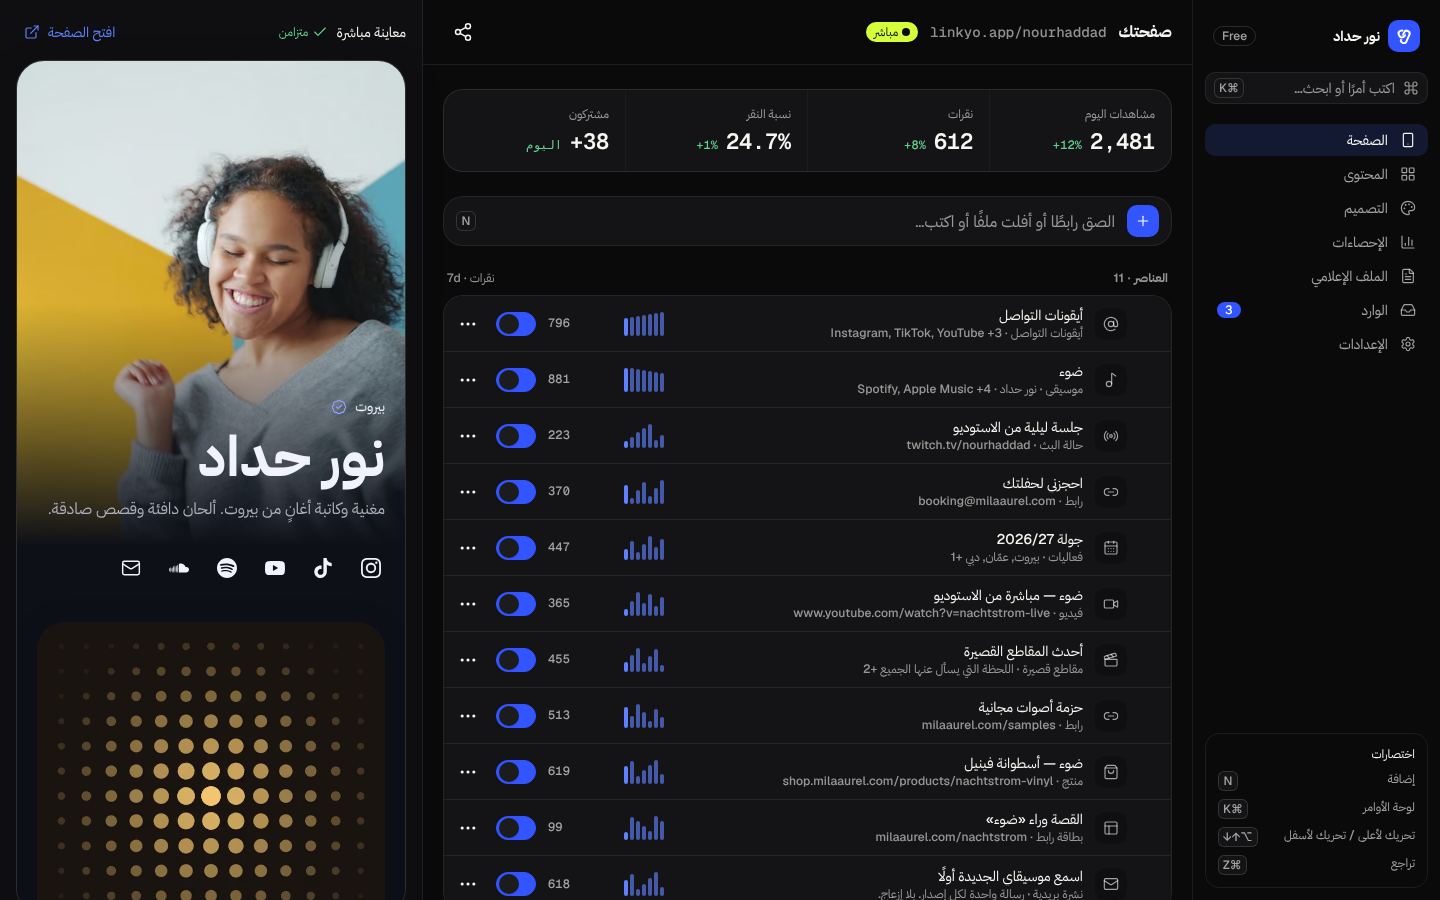 نور حداد
Free
اكتب أمرًا أو ابحث...
K⌘
الصفحة
المحتوى
التصميم
الإحصاءات
الملف الإعلامي
الوارد
3
الإعدادات
اختصارات
إضافة
N
لوحة الأوامر
K⌘
تحريك لأعلى / تحريك لأسفل
↓↑⌥
تراجع
Z⌘
صفحتك
linkyo.app/nourhaddad
مباشر
مشاهدات اليوم
2,481
+12%
نقرات
612
+8%
نسبة النقر
24.7%
+1%
مشتركون
+38
اليوم
الصق رابطًا أو أفلت ملفًا أو اكتب...
N
العناصر · 11
نقرات · 7d
أيقونات التواصل
أيقونات التواصل · Instagram, TikTok, YouTube +3
796
ضوء
موسيقى · نور حداد · Spotify, Apple Music +4
881
جلسة ليلية من الاستوديو
حالة البث · twitch.tv/nourhaddad
223
احجزني لحفلتك
رابط · booking@milaaurel.com
370
جولة 2026/27
فعاليات · بيروت, عمّان, دبي +1
447
ضوء — مباشرة من الاستوديو
فيديو · www.youtube.com/watch?v=nachtstrom-live
365
أحدث المقاطع القصيرة
مقاطع قصيرة · اللحظة التي يسأل عنها الجميع +2
455
حزمة أصوات مجانية
رابط · milaaurel.com/samples
513
ضوء — أسطوانة فينيل
منتج · shop.milaaurel.com/products/nachtstrom-vinyl
619
القصة وراء «ضوء»
بطاقة رابط · milaaurel.com/nachtstrom
99
اسمع موسيقاي الجديدة أولًا
نشرة بريدية · رسالة واحدة لكل إصدار. بلا إزعاج.
618
معاينة مباشرة
متزامن
افتح الصفحة
بيروت
نور حداد
مغنية وكاتبة أغانٍ من بيروت. ألحان دافئة وقصص صادقة.